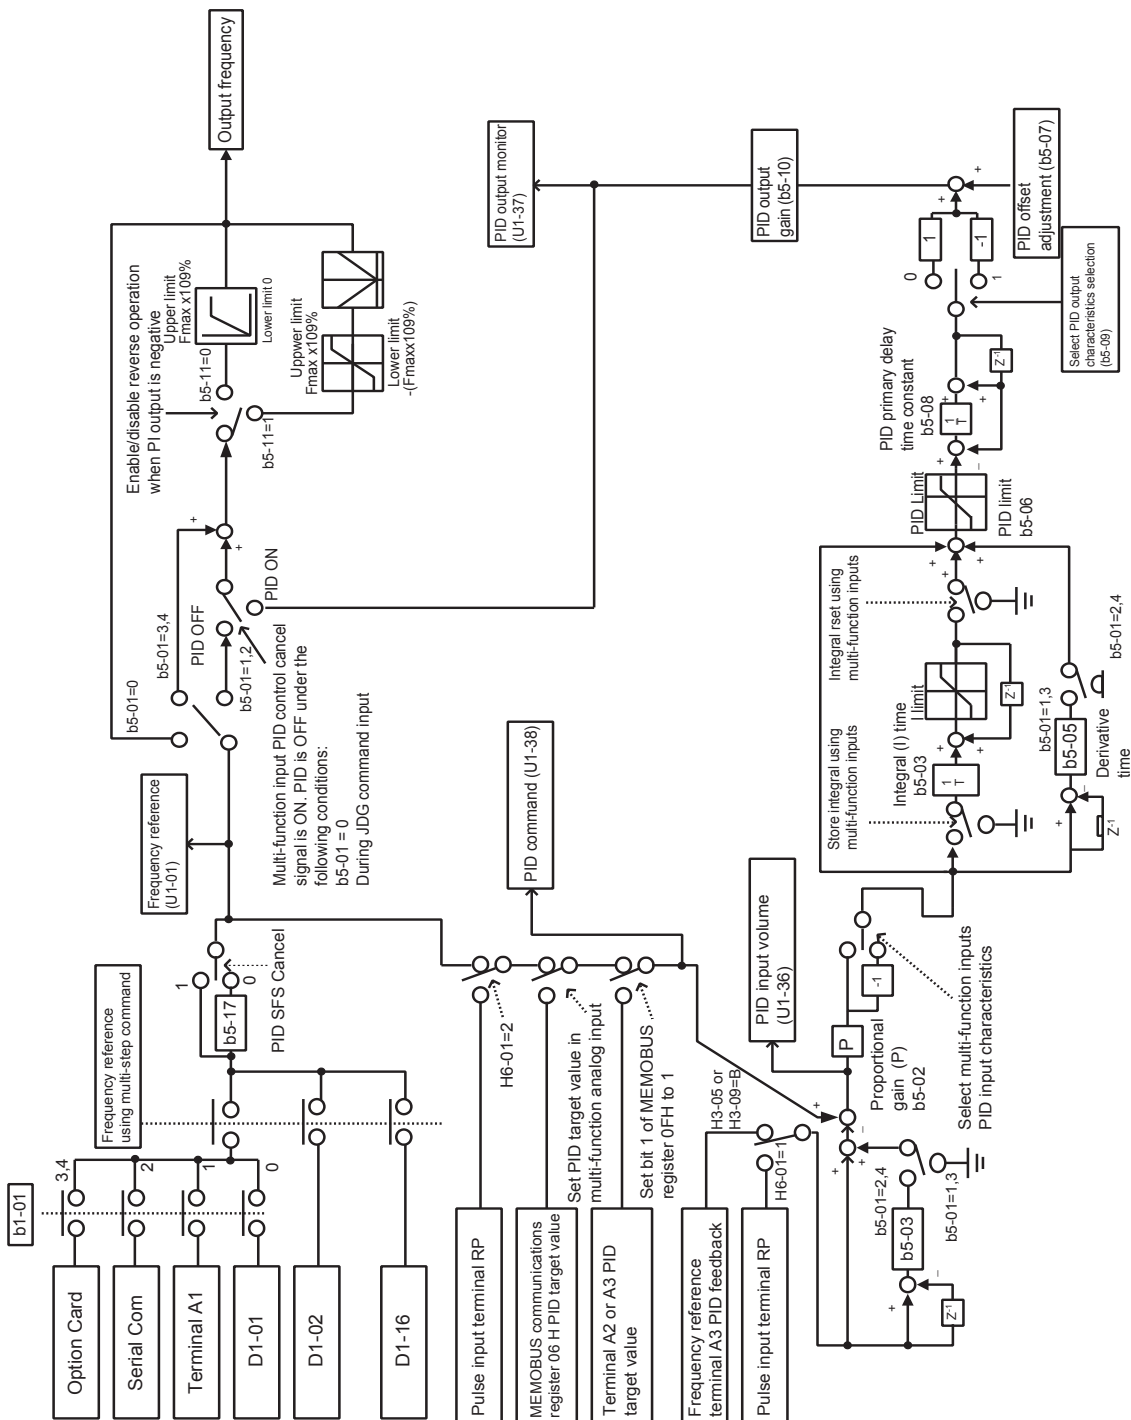 Output frequency
Enable/disable reverse operation
when PI output is negative
Upper limit
Fmax x109%
Lower limit 0
b5-11=0
b5-11=1
Uppwer limit
Fmax x109%
Lower limit
-(Fmaxx109%)
b5-01=0
b5-01=3,4
PID OFF
b5-01=1,2
PID ON
+
+
Multi-function input PID control cancel
signal is ON. PID is OFF under the
following conditions:
b5-01 = 0
During JDG command input
Frequency reference
(U1-01)
1
0
b5-17
PID SFS Cancel
Frequency reference
using multi-step command
b1-01
3,4
2
1
0
Option Card
Serial Com
Terminal A1
D1-01
D1-02
D1-16
PID output monitor
(U1-37)
PID output
gain (b5-10)
PID command (U1-38)
Pulse input terminal RP
H6-01=2
MEMOBUS communications
register 06 H PID target value
Set PID target value in
multi-function analog input
Terminal A2 or A3 PID
target value
Set bit 1 of MEMOBUS
register 0FH to 1
Frequency reference
terminal A3 PID feedback
H3-05 or
H3-09=B
Pulse input terminal RP
H6-01=1
PID input volume
(U1-36)
P
Proportional
gain (P)
b5-02
-1
Select multi-function inputs
PID input characteristics
+
−
+
+
b5-01=2,4
b5-03
b5-01=1,3
+
−
Z-1
Store integral using
multi-function inputs
Integral (I) time
b5-03
1
T
I limit
+
+
Z-1
Integral rset using
multi-function inputs
+
+
+
b5-01=1,3
b5-05
Derivative
time
b5-01=2,4
+
−
Z-1
PID Limit
PID limit
b5-06
PID primary delay
time constant
b5-08
1
T
+
−
+
+
Z-1
0
1
1
-1
+
+
Select PID output
characteristics selection
(b5-09)
PID offset
adjustment (b5-07)